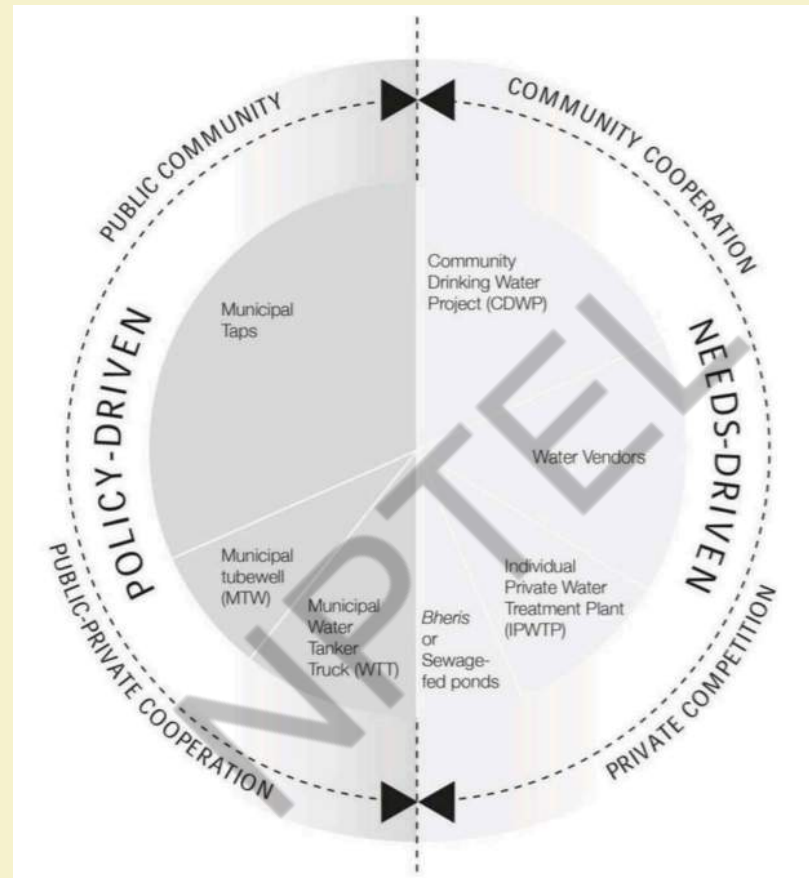 PUBLIC COMMUNITY
COMMUNITY COOPERATION
POLICY-DRIVEN
NEEDS-DRIVEN
PUBLIC-PRIVATE COOPERATION
PRIVATE COMPETITION
Municipal
Taps
Community
Drinking Water
Project (CDWP)
Water Vendors
Municipal
tubewell
(MTW)
Municipal
Water
Tanker
Truck (WTT)
Bheris
or
Sewage-
fed ponds
Individual
Private Water
Treatment Plant
(IPWTP)
NPTEL